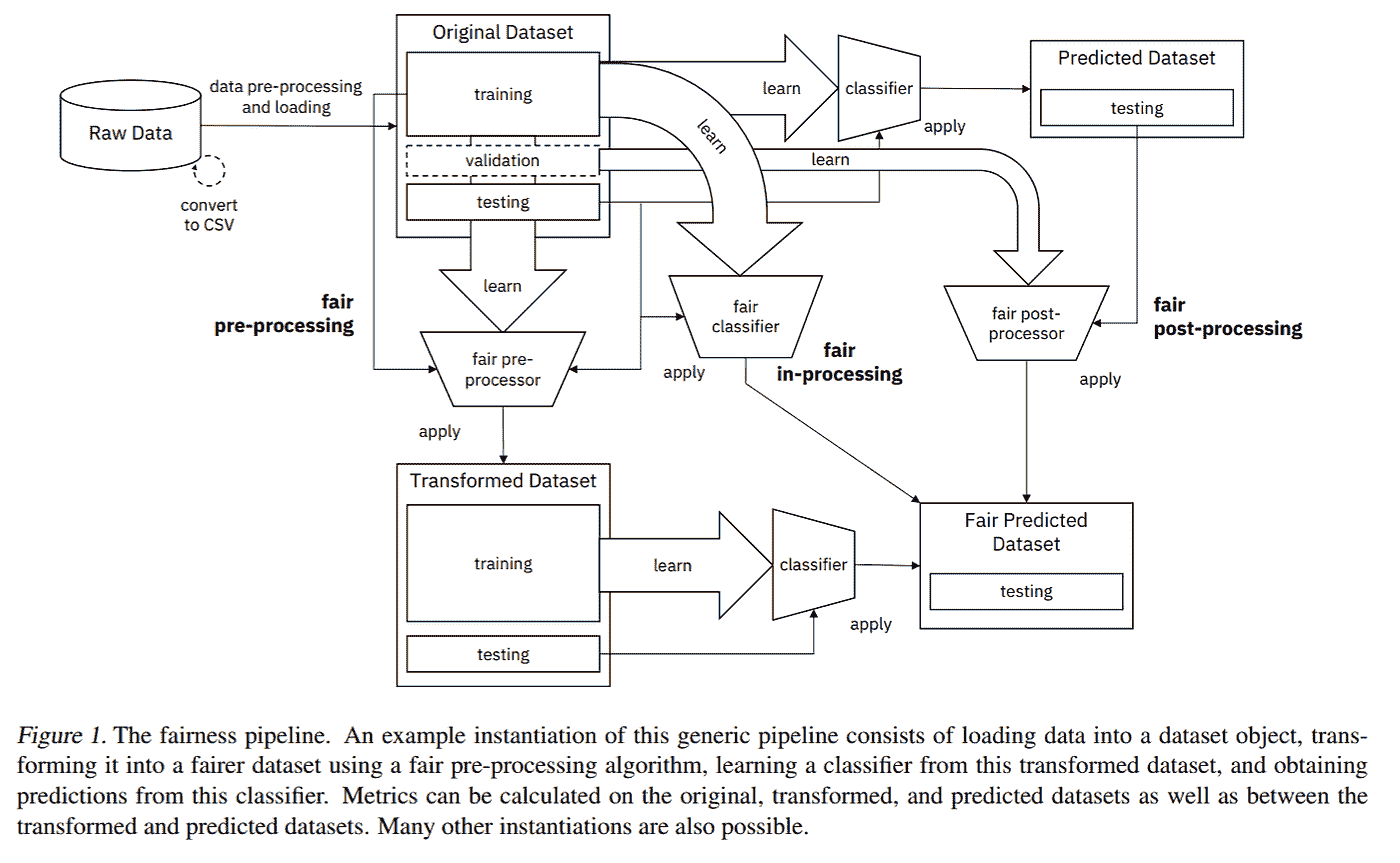 Original Dataset
training
validation
testing
Raw Data
data pre-processing
and loading
convert
to CSV
learn
classifier
apply
Predicted Dataset
testing
learn
learn
learn
fair
pre-processing
fair pre-
processor
apply
fair
classifier
apply
fair
in-processing
fair post-
processor
apply
fair
post-processing
Transformed Dataset
training
testing
learn
classifier
apply
Fair Predicted
Dataset
testing
Figure 1. The fairness pipeline. An example instantiation of this generic pipeline consists of loading data into a dataset object, trans-
forming it into a fairer dataset using a fair pre-processing algorithm, learning a classifier from this transformed dataset, and obtaining
predictions from this classifier. Metrics can be calculated on the original, transformed, and predicted datasets as well as between the
transformed and predicted datasets. Many other instantiations are also possible.